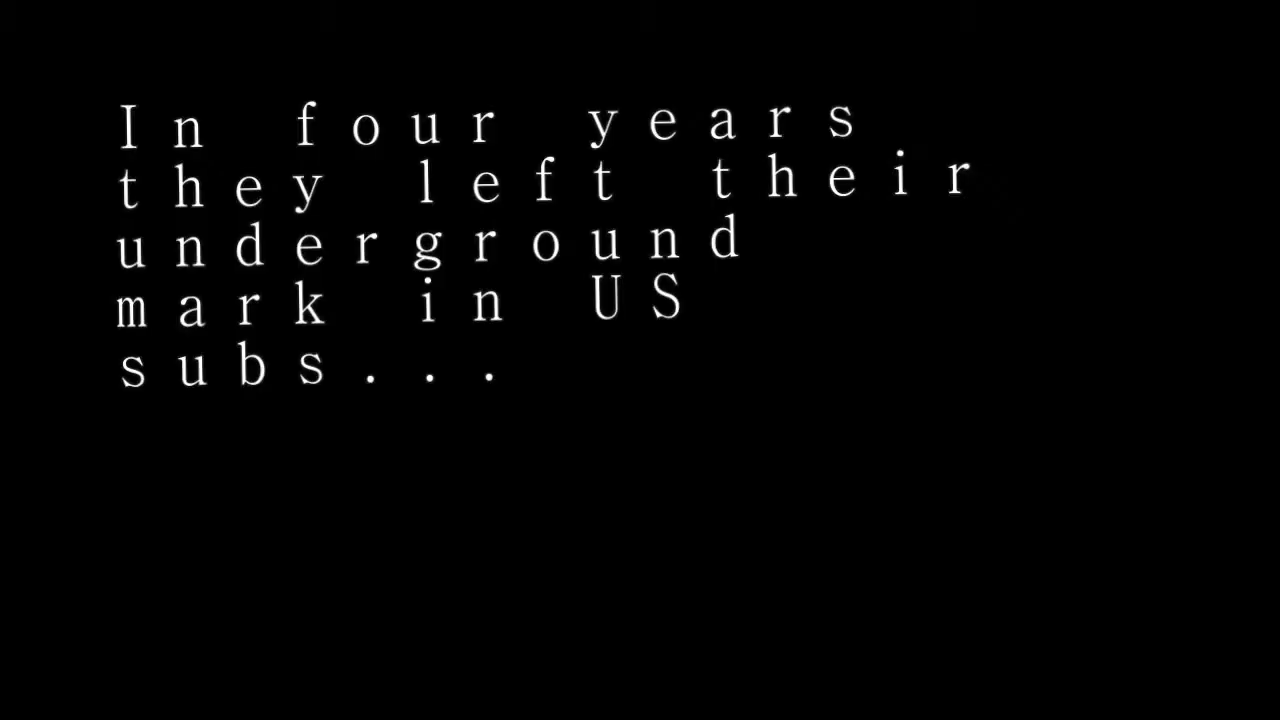 In four years
they left their
underground
mark in US
subs...